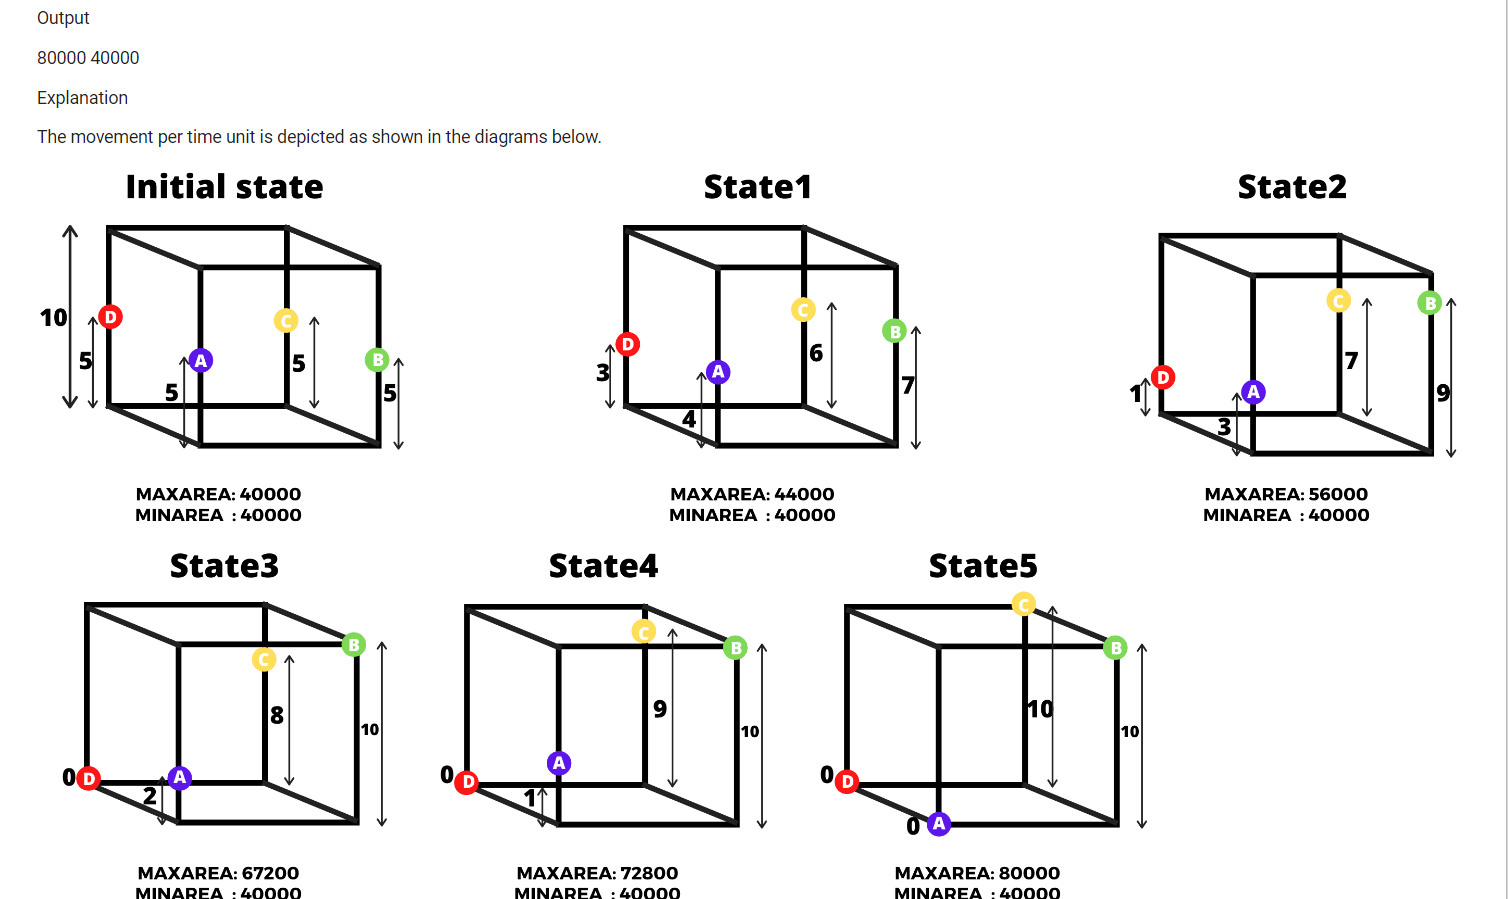 Output
80000 40000
Explanation
The movement per time unit is depicted as shown in the diagrams below.
Initial state
10
D
5
A
5
C
5
B
5
MAXAREA: 40000
MINAREA : 40000
State1
D
3
A
4
C
6
B
7
MAXAREA: 44000
MINAREA : 40000
State2
D
1
A
3
C
7
B
9
MAXAREA: 56000
MINAREA : 40000
State3
0
D
A
2
C
8
B
10
MAXAREA: 67200
MINAREA : 40000
State4
0
D
A
1
C
9
B
10
MAXAREA: 72800
MINAREA : 40000
State5
0
D
0
A
C
10
B
10
MAXAREA: 80000
MINAREA : 40000